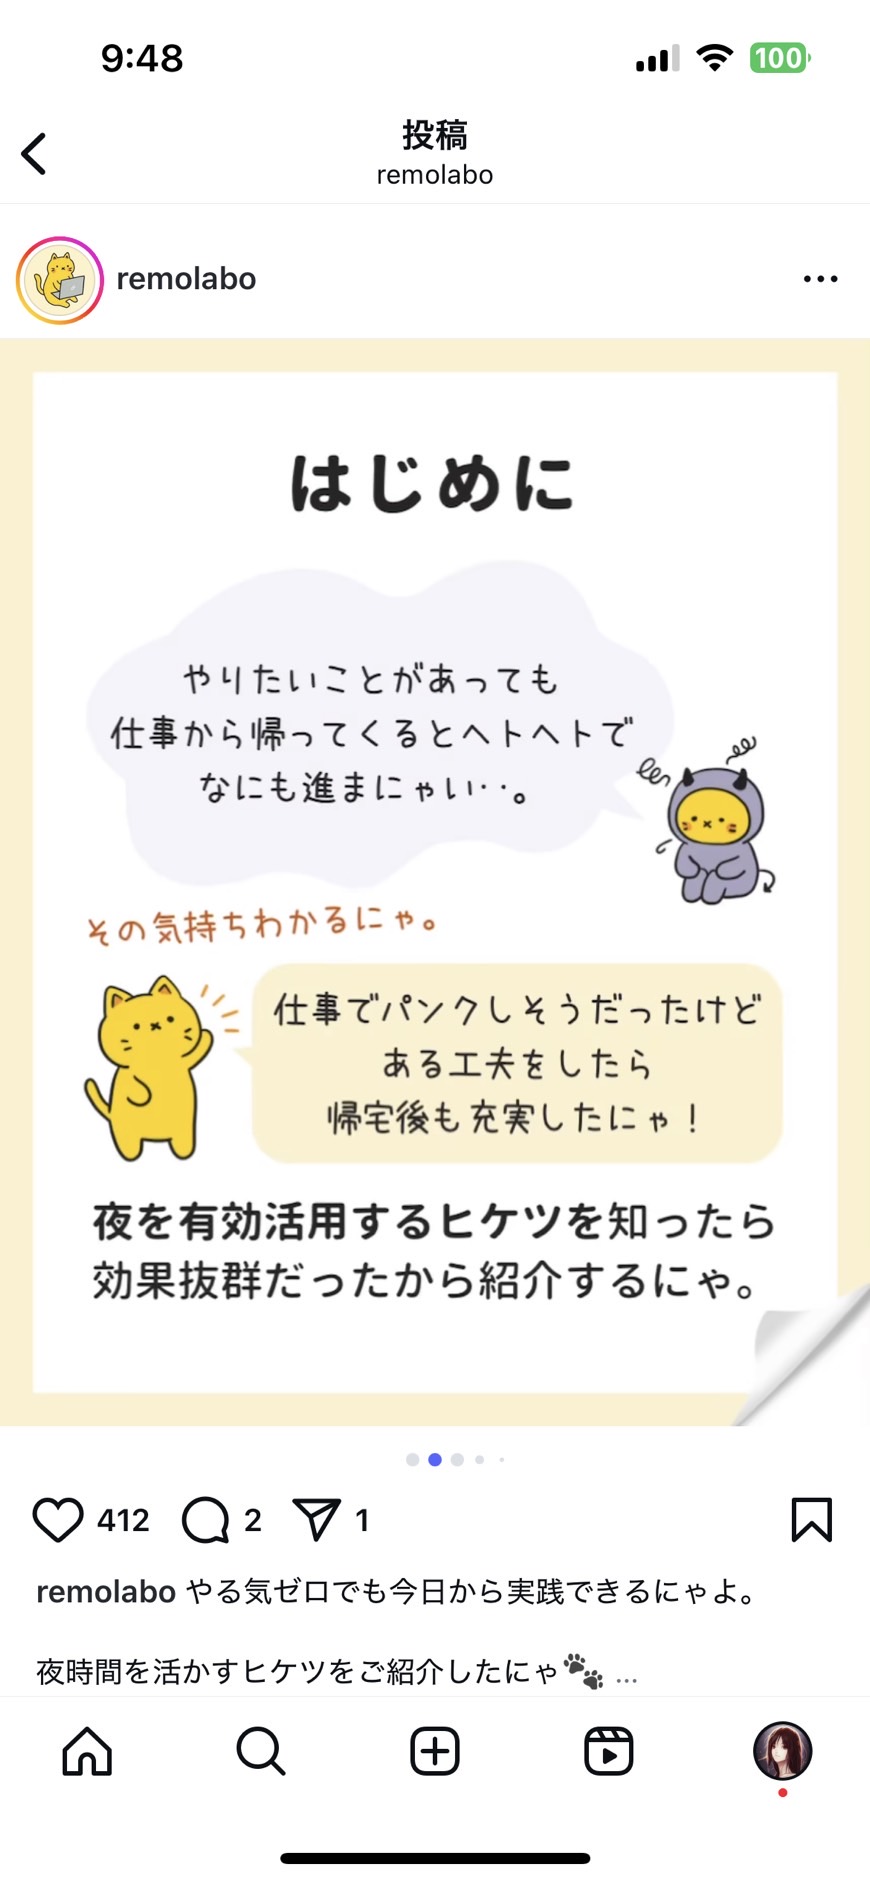 9:48
100
投稿
remolabo
remolabo
はじめに
やりたいことがあっても
仕事から帰ってくるとヘトヘトで
なにも進まにゃい‥。
その気持ちわかるにゃ。
仕事でパンクしそうだったけど
ある工夫をしたら
帰宅後も充実したにゃ！
夜を有効活用するヒケツを知ったら
効果抜群だったから紹介するにゃ。
412 2 1
remolabo やる気ゼロでも今日から実践できるにゃよ。
夜時間を活かすヒケツをご紹介したにゃ🐾 ...